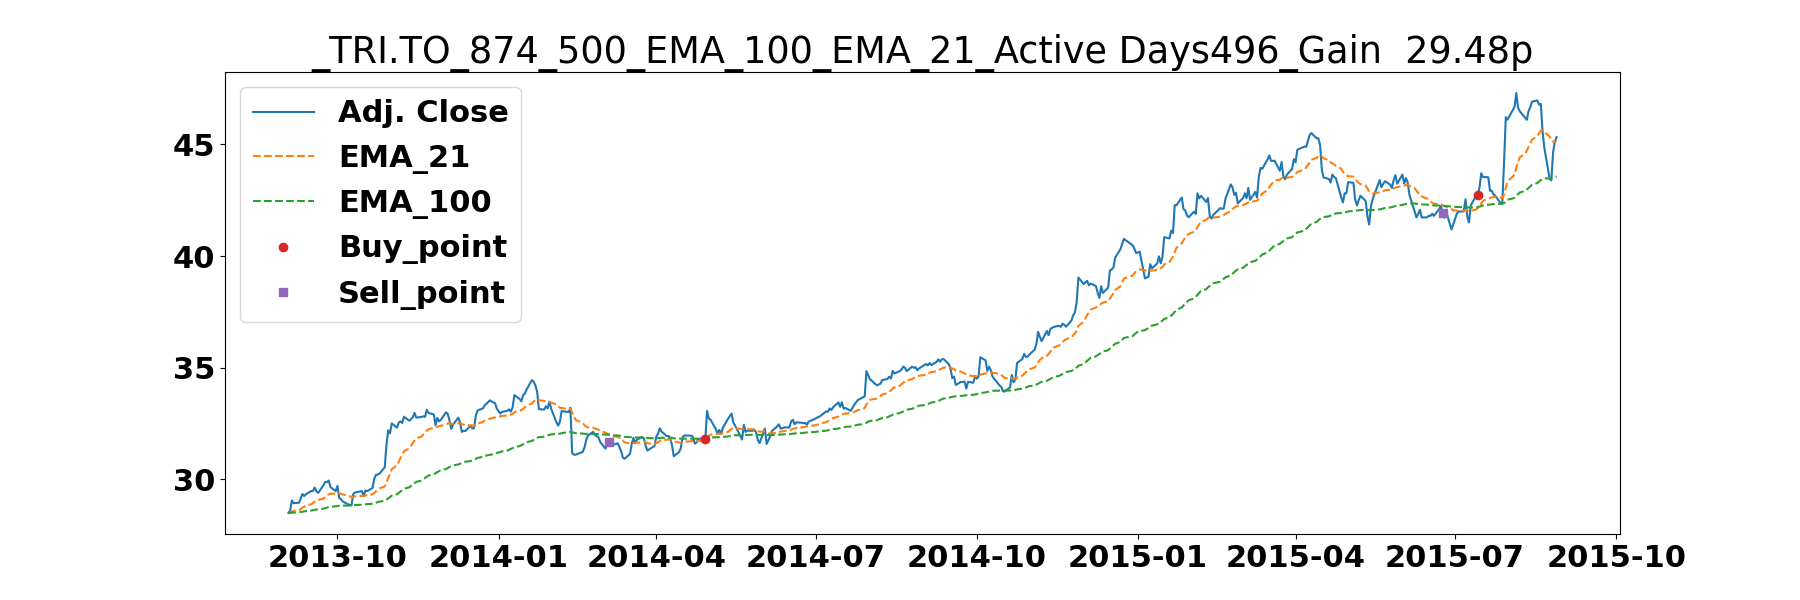 _TRI.TO_874_500_EMA_100_EMA_21_Active Days496_Gain  29.48p
Adj. Close
EMA_21
EMA_100
Buy_point
Sell_point
45
40
35
30
2013-10 2014-01 2014-04 2014-07 2014-10 2015-01 2015-04 2015-07 2015-10